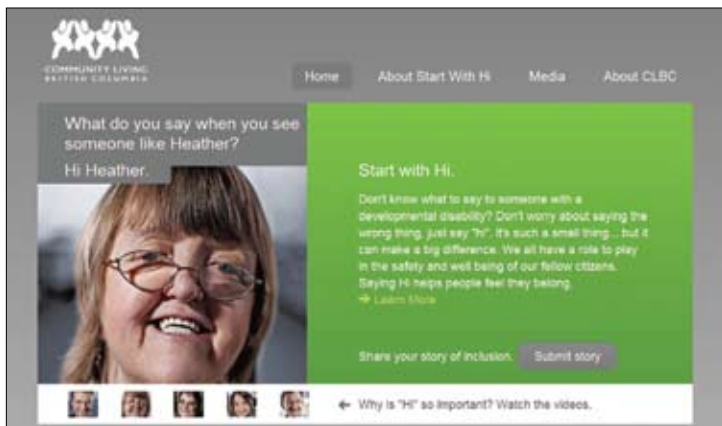 COMMUNITY LIVING
BRITISH COLUMBIA
Home About Start With Hi Media About CLBC
What do you say when you see
someone like Heather?
Hi Heather.
Start with Hi.
Don't know what to say to someone with a
developmental disability? Don't worry about saying the
wrong thing, just say "hi". It's such a small thing... but it
can make a big difference. We all have a role to play
in the safety and well being of our fellow citizens.
Saying Hi helps people feel they belong.
➔ Learn More
Share your story of inclusion. Submit story
← Why is "Hi" so important? Watch the videos.